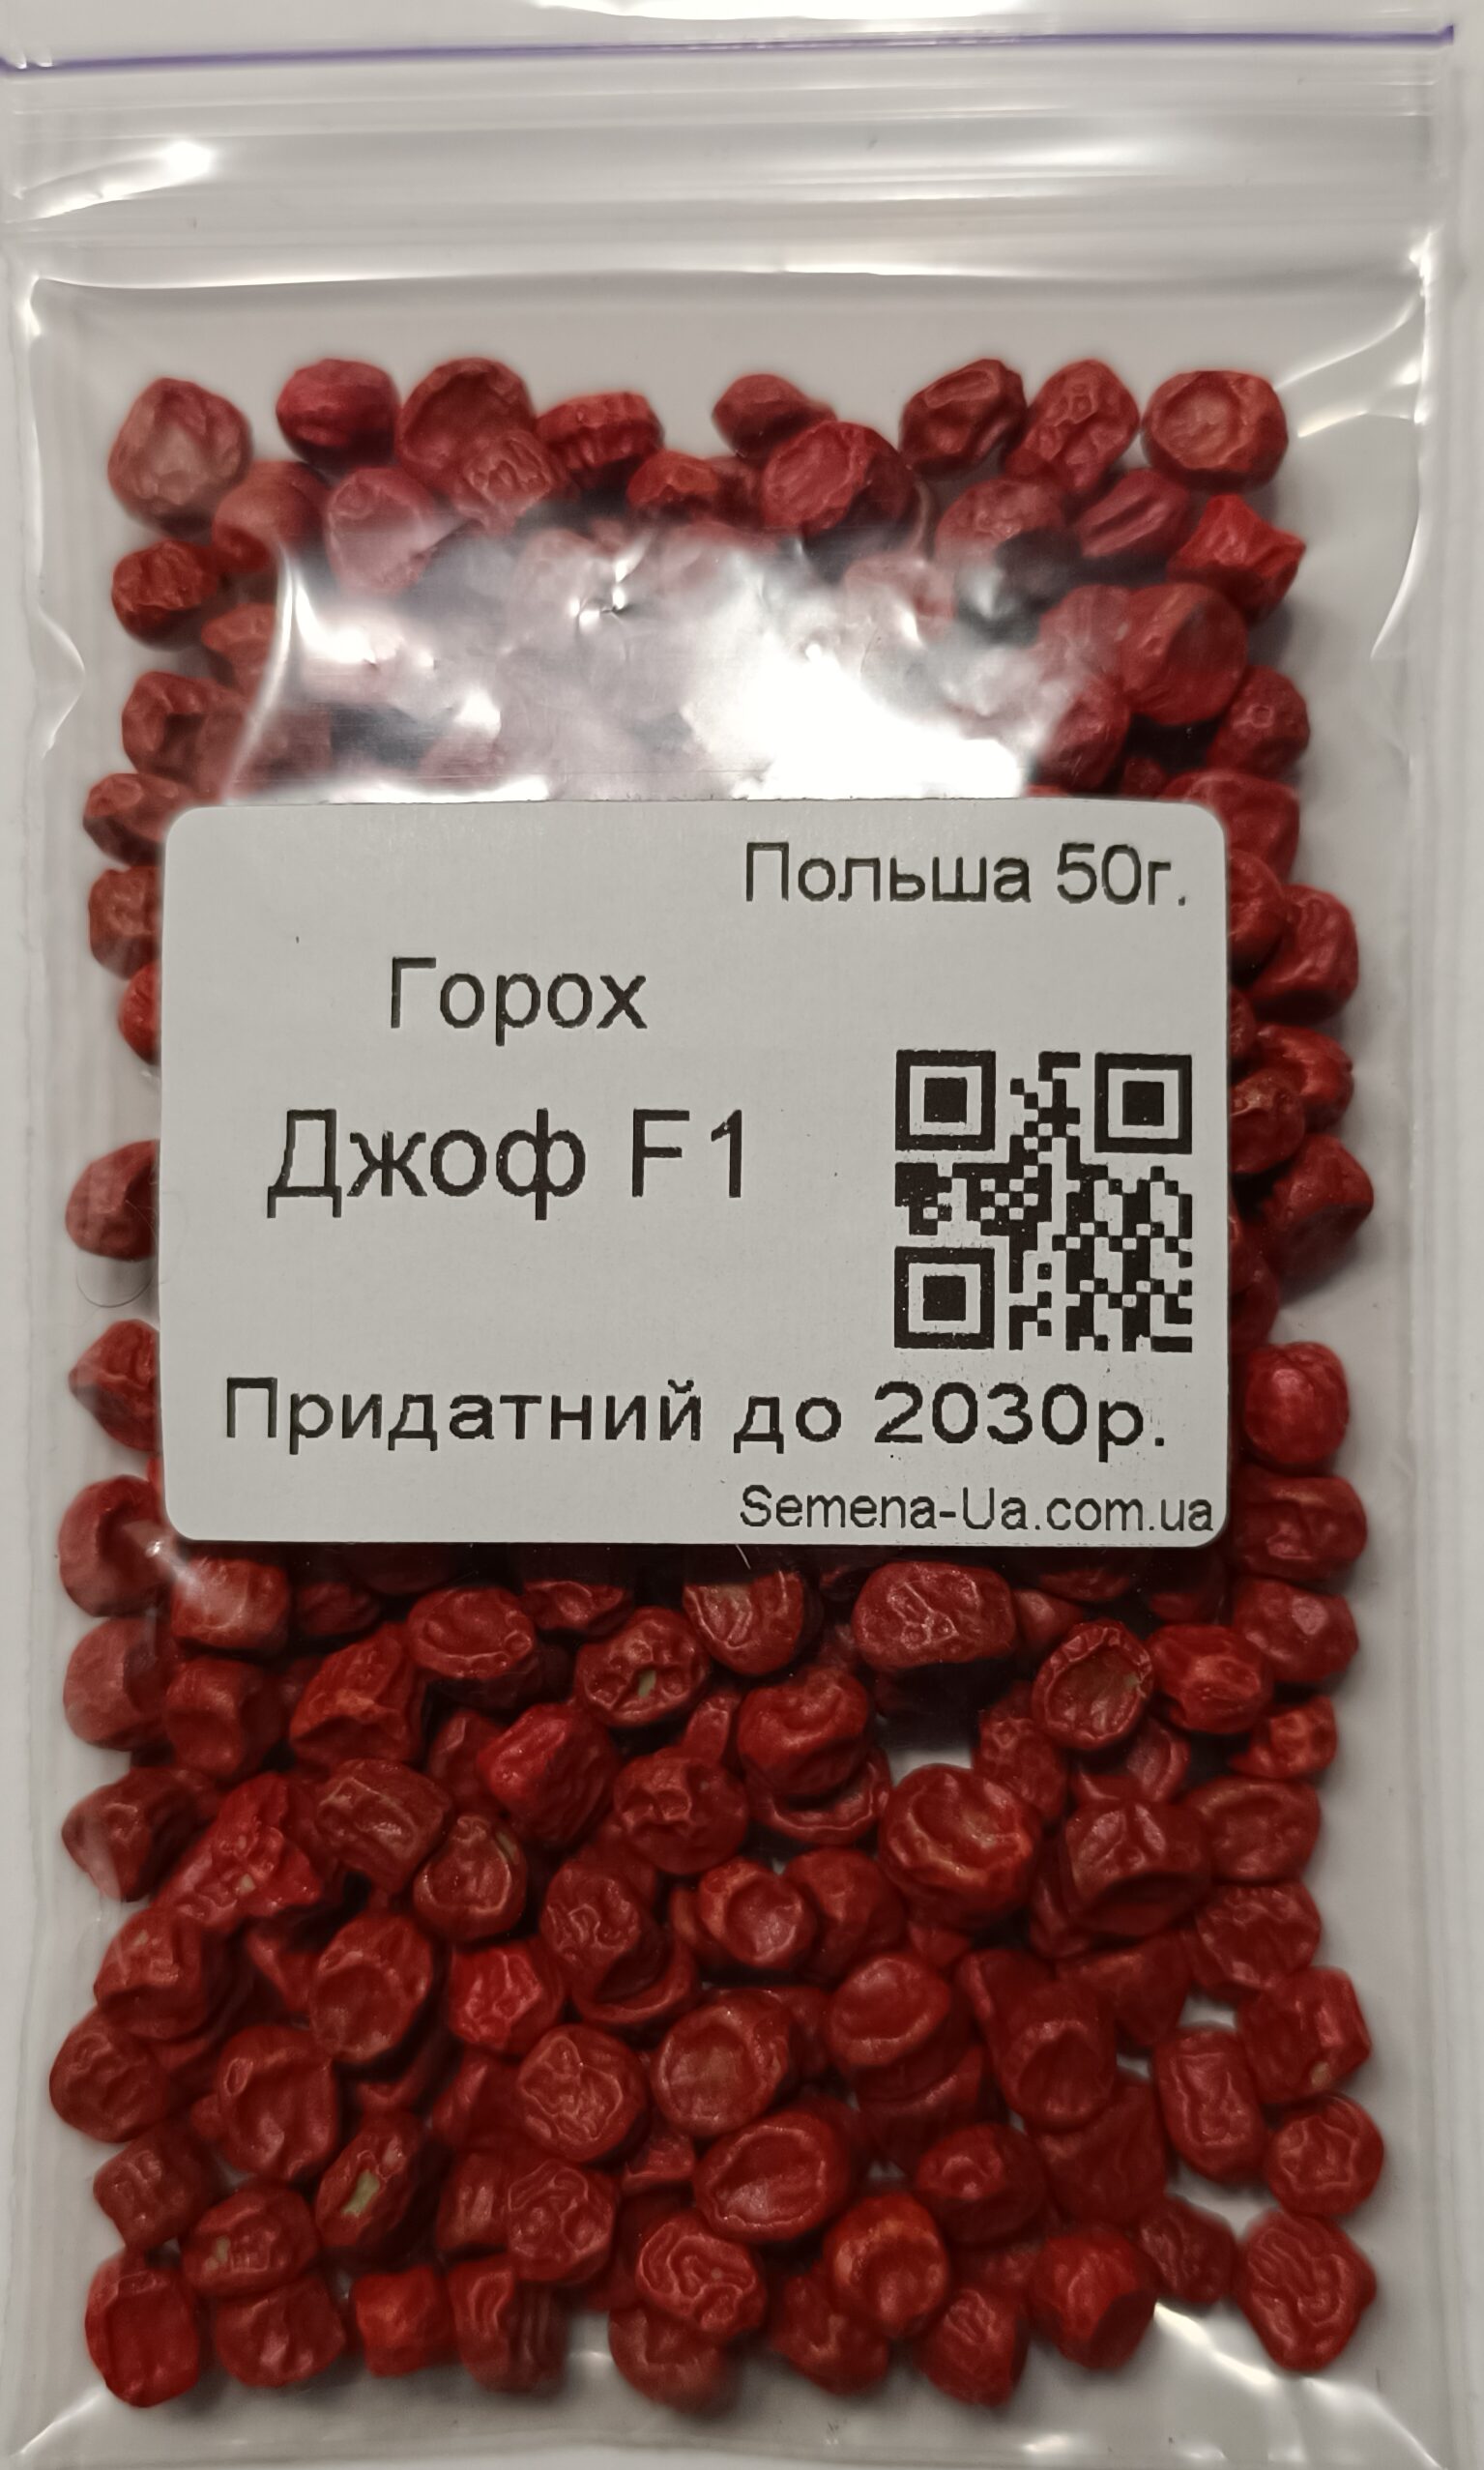 Польша 50г.
Горох
Джоф F1
Придатний до 2030р.
Semena-Ua.com.ua